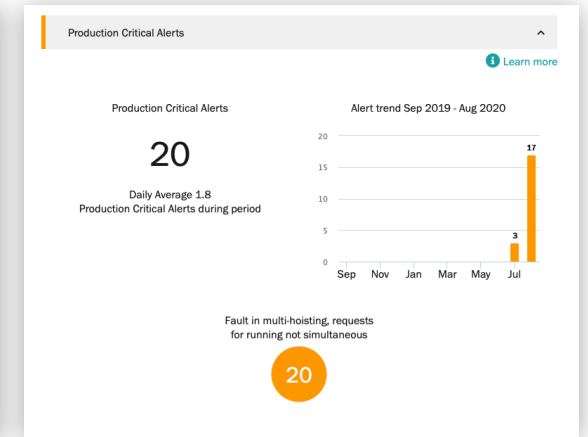 Production Critical Alerts
Learn more
Production Critical Alerts
20
Daily Average 1.8
Production Critical Alerts during period
Alert trend Sep 2019 - Aug 2020
20
15
10
5
0
17
3
Sep Nov Jan Mar May Jul
Fault in multi-hoisting, requests
for running not simultaneous
20